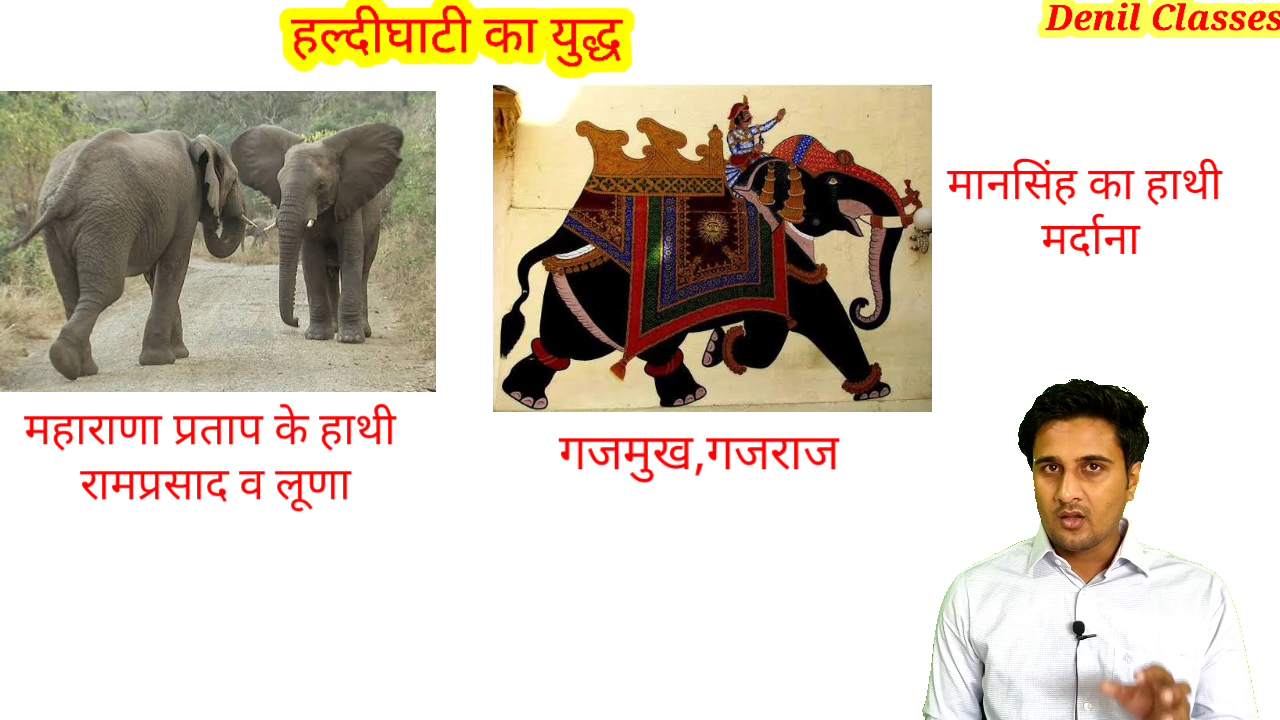 हल्दीघाटी का युद्ध
Denil Classes
मानसिंह का हाथी
मर्दाना
महाराणा प्रताप के हाथी
रामप्रसाद व लूणा
गजमुख,गजराज